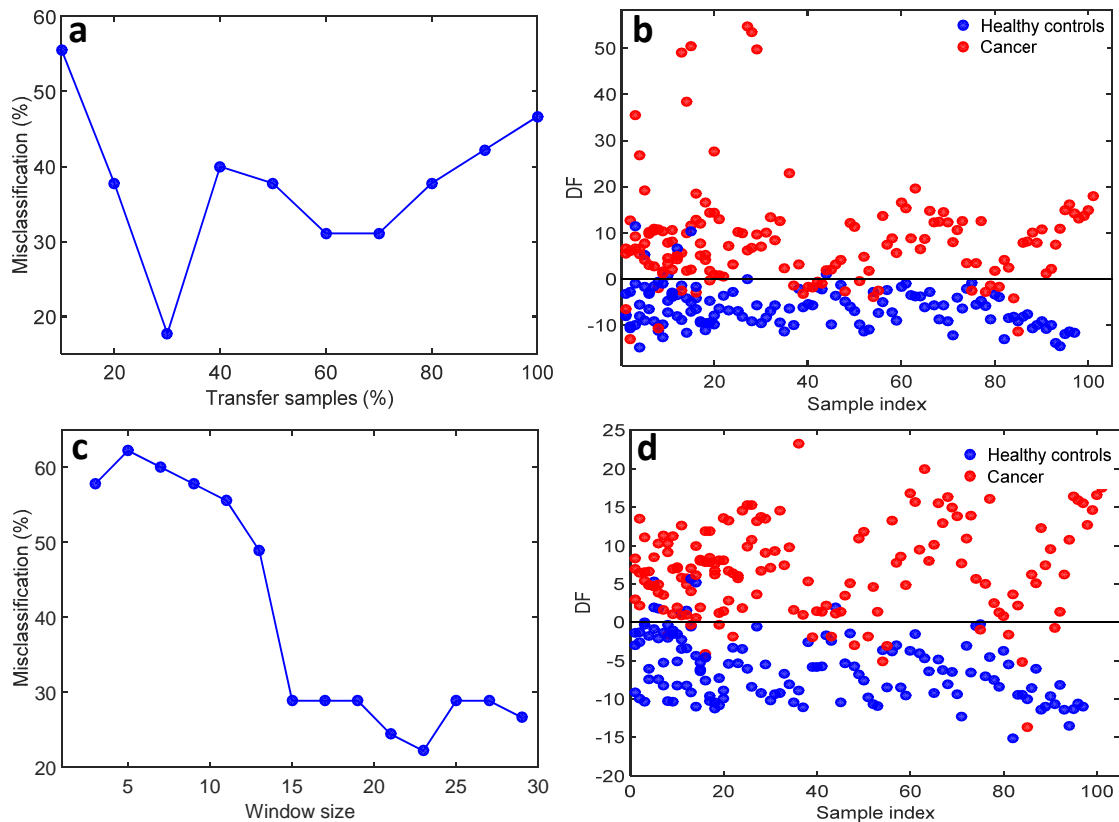 a
Misclassification (%)
60
50
40
30
20
20 40 60 80 100
Transfer samples (%)
b
Healthy controls
Cancer
DF
50
40
30
20
10
0
-10
20 40 60 80 100
Sample index
c
Misclassification (%)
60
50
40
30
20
5 10 15 20 25 30
Window size
d
Healthy controls
Cancer
DF
25
20
15
10
5
0
-5
-10
-15
-20
0 20 40 60 80 100
Sample index